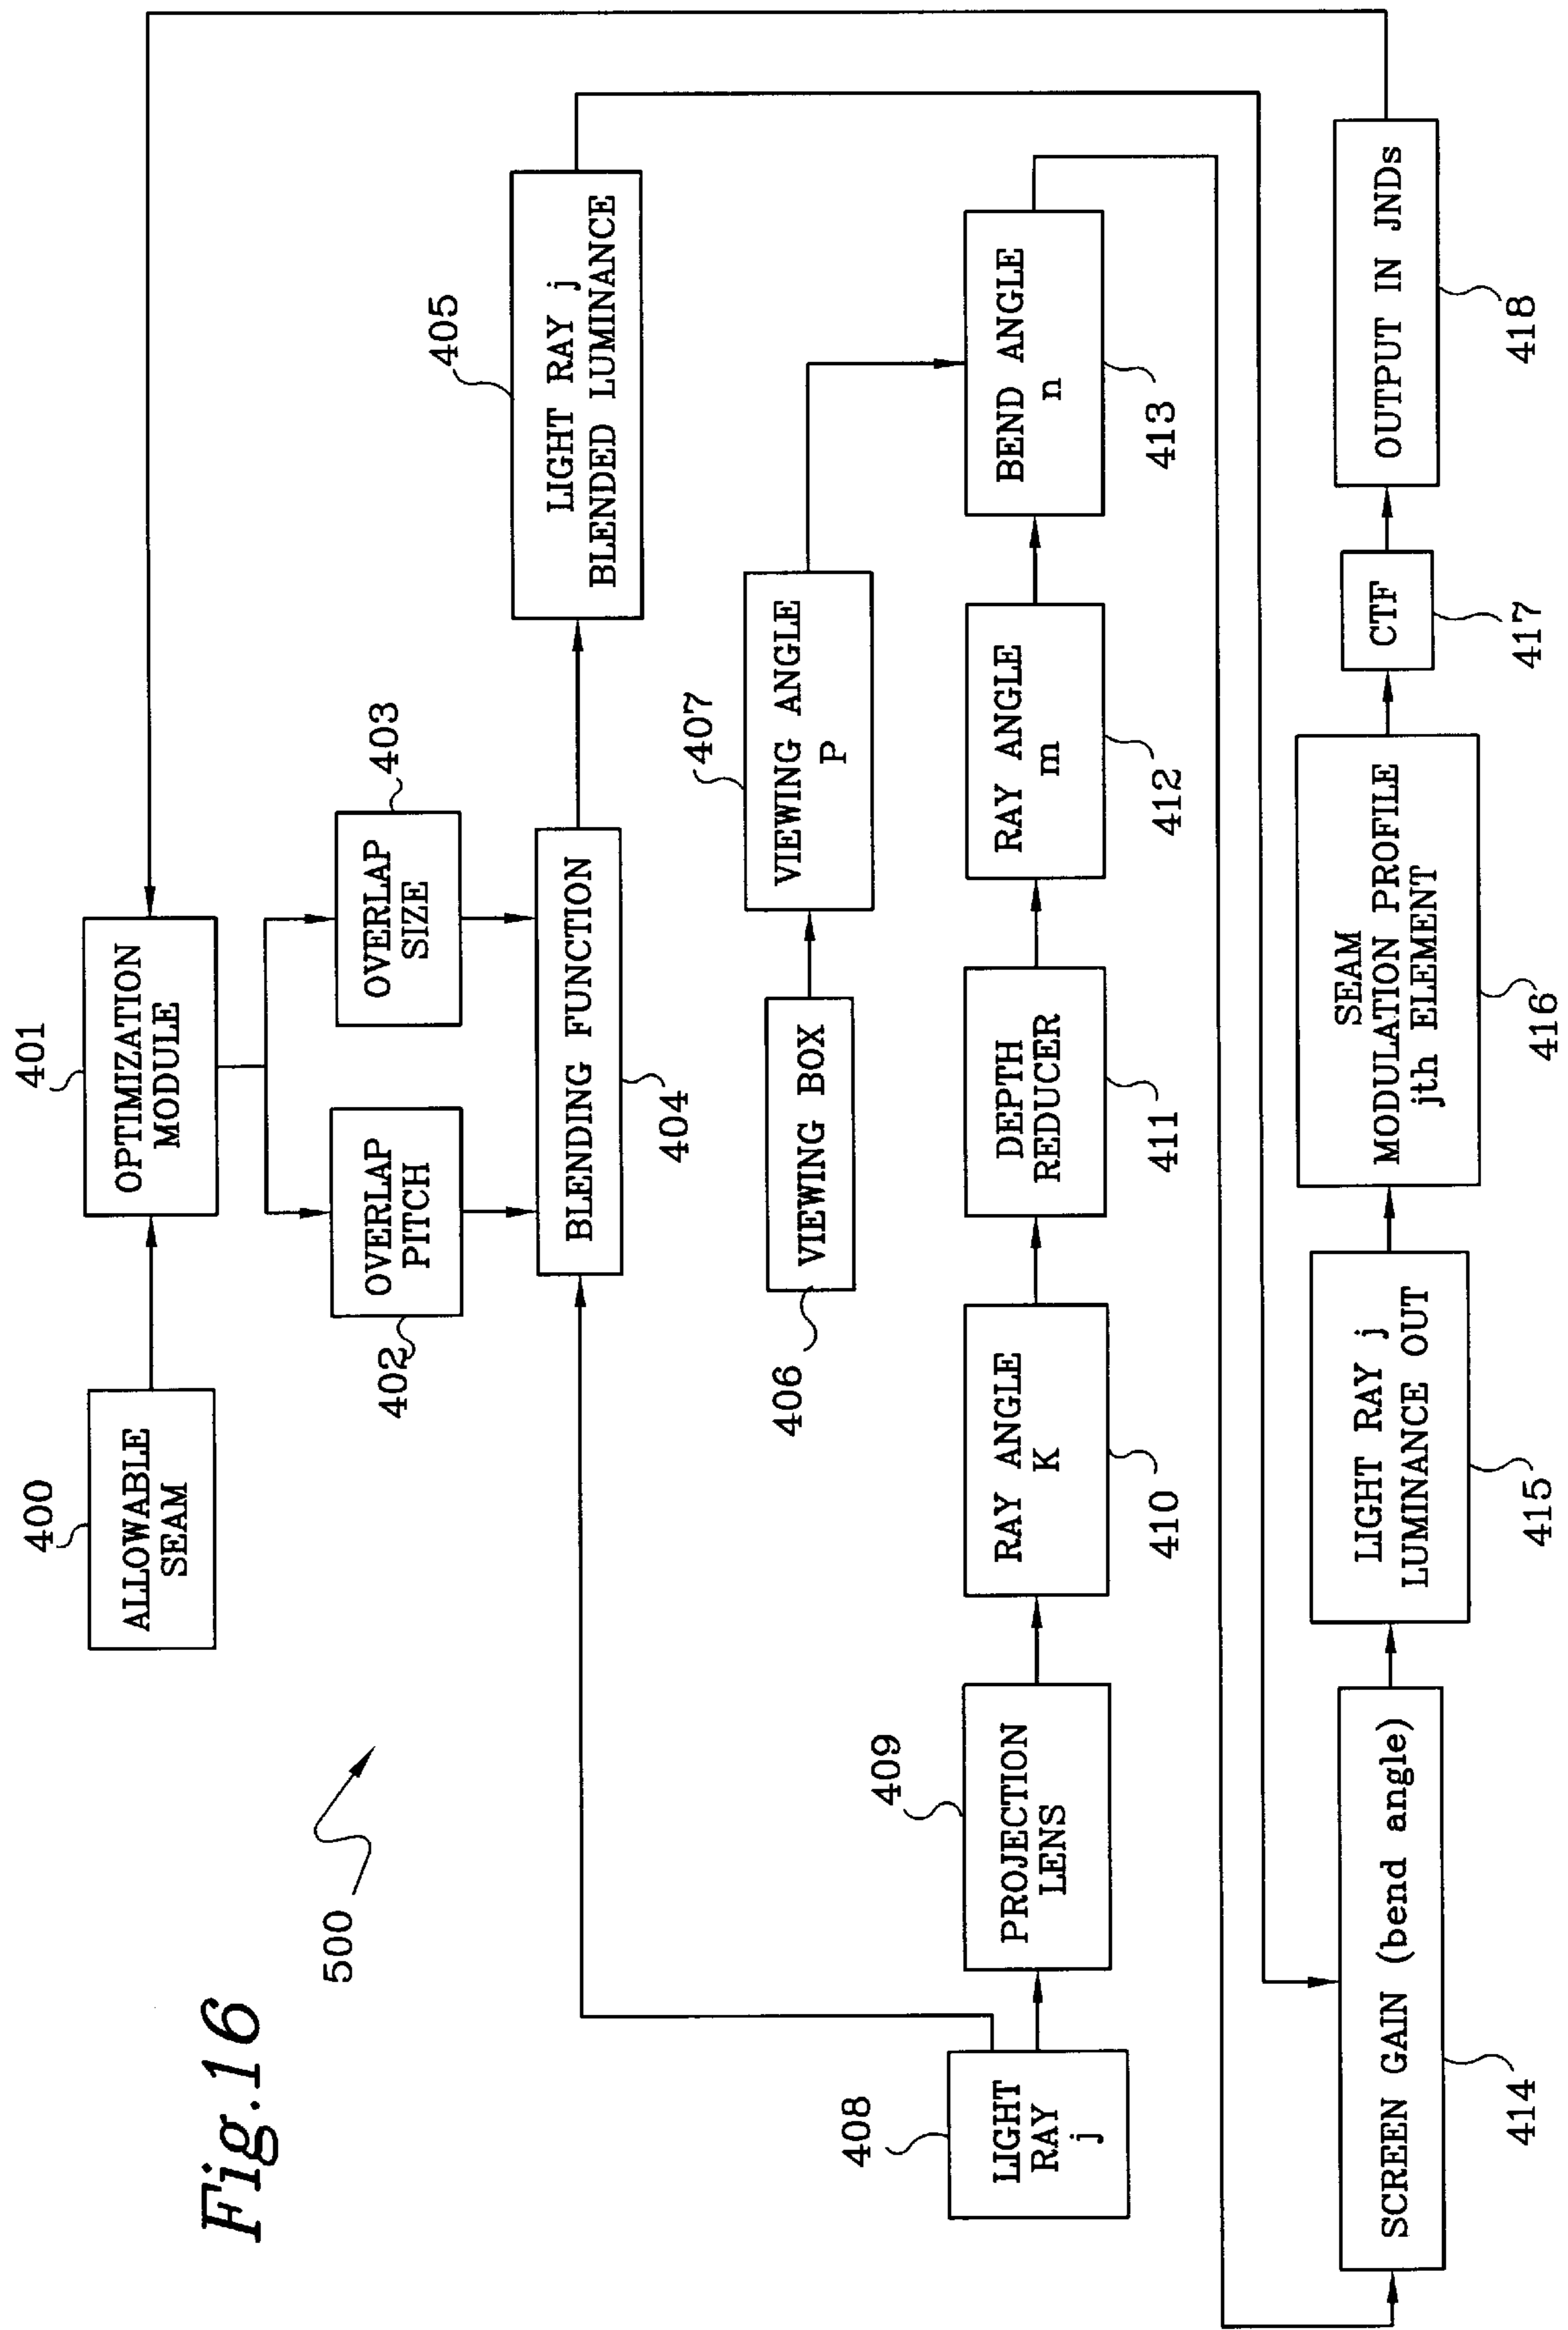 Fig.16
500
400
ALLOWABLE
SEAM
401
OPTIMIZATION
MODULE
402
OVERLAP
PITCH
403
OVERLAP
SIZE
BLENDING FUNCTION
404
405
LIGHT RAY j
BLENDED LUMINANCE
406
VIEWING BOX
407
VIEWING ANGLE
P
408
LIGHT
RAY
j
409
PROJECTION
LENS
RAY ANGLE
K
410
DEPTH
REDUCER
411
RAY ANGLE
m
412
BEND ANGLE
n
413
SCREEN GAIN (bend angle)
414
LIGHT RAY j
LUMINANCE OUT
415
SEAM
MODULATION PROFILE
jth ELEMENT
416
CTF
417
OUTPUT IN JNDs
418